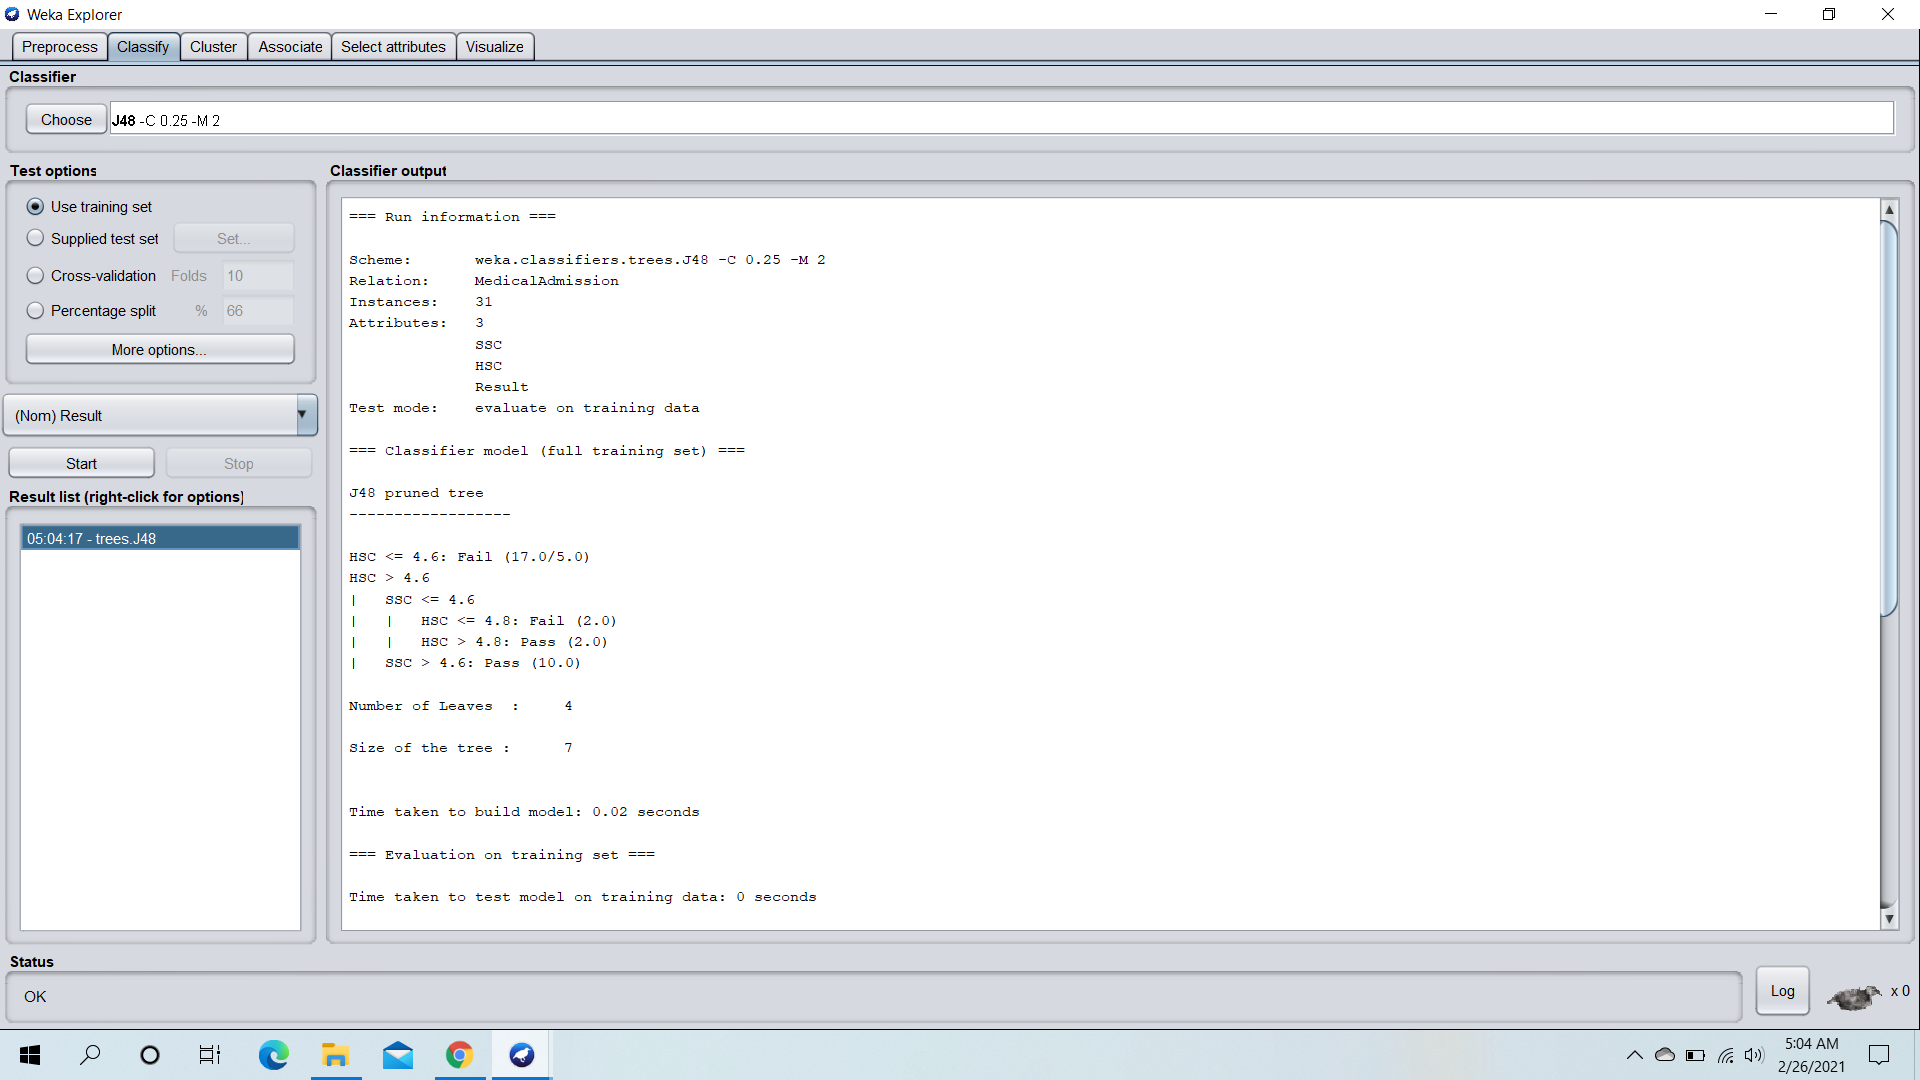 Weka Explorer
Preprocess Classify Cluster Associate Select attributes Visualize
Classifier
Choose J48 -C 0.25 -M 2
Test options
Use training set
Supplied test set Set...
Cross-validation Folds 10
Percentage split % 66
More options...
(Nom) Result
Start Stop
Result list (right-click for options)
05:04:17 - trees.J48
Classifier output
=== Run information ===
Scheme: weka.classifiers.trees.J48 -C 0.25 -M 2
Relation: MedicalAdmission
Instances: 31
Attributes: 3
SSC
HSC
Result
Test mode: evaluate on training data
=== Classifier model (full training set) ===
J48 pruned tree
------------------
HSC <= 4.6: Fail (17.0/5.0)
HSC > 4.6
| SSC <= 4.6
| | HSC <= 4.8: Fail (2.0)
| | HSC > 4.8: Pass (2.0)
| SSC > 4.6: Pass (10.0)
Number of Leaves : 4
Size of the tree : 7
Time taken to build model: 0.02 seconds
=== Evaluation on training set ===
Time taken to test model on training data: 0 seconds
Status
OK
Log x 0
5:04 AM
2/26/2021